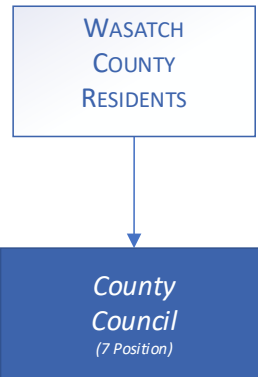 WASATCH
COUNTY
RESIDENTS
County
Council
(7 Position)